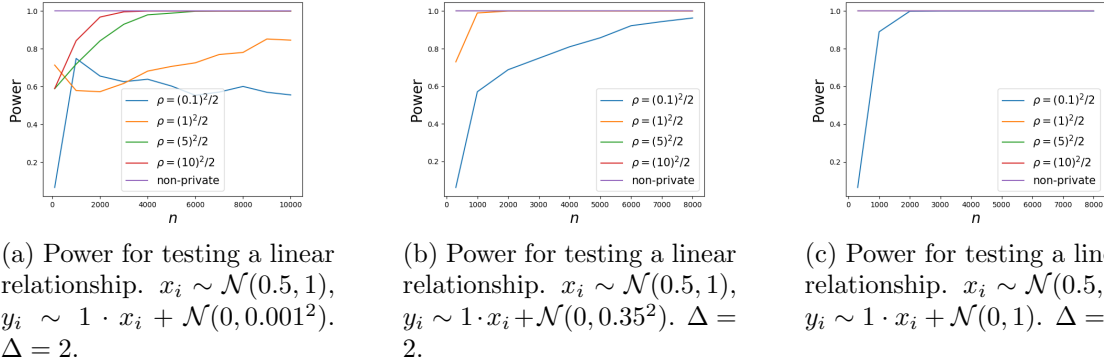 Power
1.0
0.8
0.6
0.4
0.2
ρ = (0.1)²/2
ρ = (1)²/2
ρ = (5)²/2
ρ = (10)²/2
non-private
0 2000 4000 6000 8000 10000
n
Power
1.0
0.8
0.6
0.4
0.2
ρ = (0.1)²/2
ρ = (1)²/2
ρ = (5)²/2
ρ = (10)²/2
non-private
0 1000 2000 3000 4000 5000 6000 7000 8000
n
Power
1.0
0.8
0.6
0.4
0.2
ρ = (0.1)²/2
ρ = (1)²/2
ρ = (5)²/2
ρ = (10)²/2
non-private
0 1000 2000 3000 4000 5000 6000 7000 8000
n
(a) Power for testing a linear
relationship. xᵢ ∼ 𝒩(0.5, 1),
yᵢ ∼ 1 · xᵢ + 𝒩(0, 0.001²).
Δ = 2.
(b) Power for testing a linear
relationship. xᵢ ∼ 𝒩(0.5, 1),
yᵢ ∼ 1·xᵢ+𝒩(0, 0.35²). Δ =
2.
(c) Power for testing a
relationship. xᵢ ∼ 𝒩(0.5,
yᵢ ∼ 1 · xᵢ + 𝒩(0, 1). Δ =